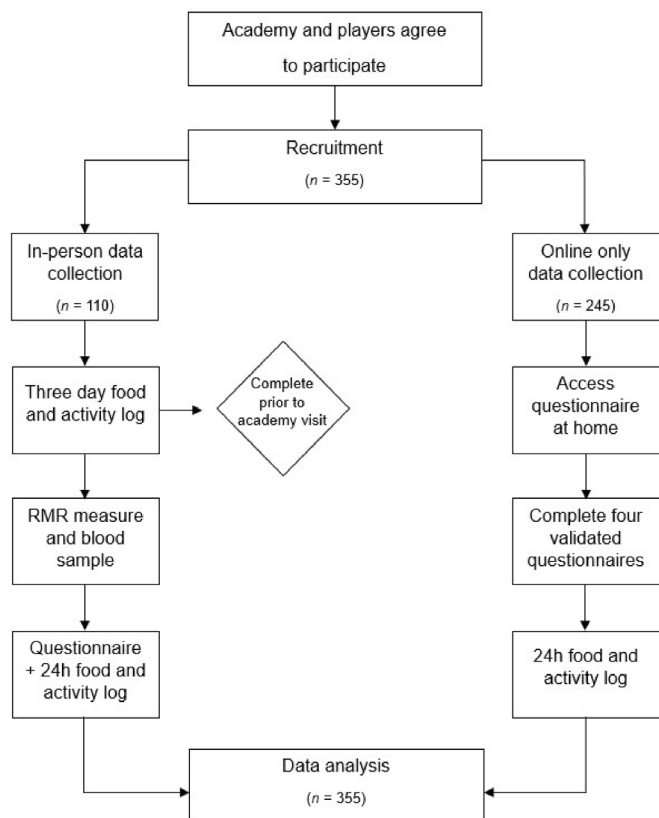 Academy and players agree
to participate
Recruitment
(n = 355)
In-person data
collection
(n = 110)
Online only
data collection
(n = 245)
Three day food
and activity log
Complete
prior to
academy visit
Access
questionnaire
at home
RMR measure
and blood
sample
Complete four
validated
questionnaires
Questionnaire
+ 24h food and
activity log
24h food and
activity log
Data analysis
(n = 355)